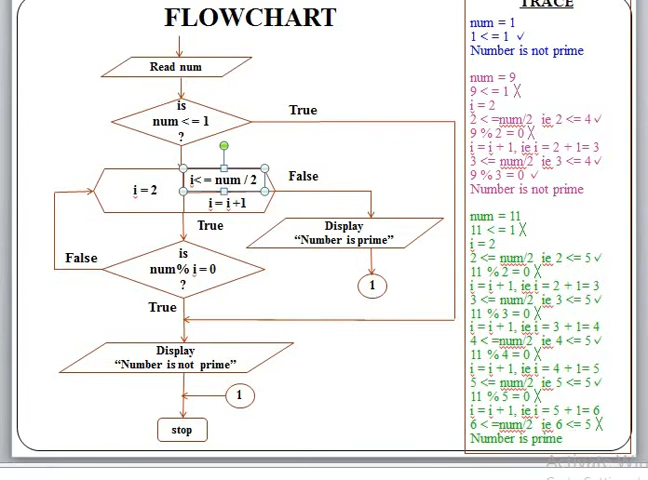 FLOWCHART
Read num
is
num <= 1
?
True
i = 2
i<= num / 2
i = i +1
False
True
Display
“Number is prime”
1
is
num% i = 0
?
False
True
Display
“Number is not prime”
1
stop
TRACE
num = 1
1 < = 1 ✓
Number is not prime
num = 9
9 < = 1 ╳
i = 2
2 < =num/2 ie 2 <= 4 ✓
9 % 2 = 0 ╳
i = i + 1, ie i = 2 + 1= 3
3 <= num/2 ie 3 <= 4 ✓
9 % 3 = 0 ✓
Number is not prime
num = 11
11 < = 1 ╳
i = 2
2 <= num/2 ie 2 <= 5 ✓
11 % 2 = 0 ╳
i = i + 1, ie i = 2 + 1= 3
3 <= num/2 ie 3 <= 5 ✓
11 % 3 = 0 ╳
i = i + 1, ie i = 3 + 1= 4
4 < =num/2 ie 4 <= 5 ✓
11 % 4 = 0 ╳
i = i + 1, ie i = 4 + 1= 5
5 <= num/2 ie 5 <= 5 ✓
11 % 5 = 0 ╳
i = i + 1, ie i = 5 + 1= 6
6 < =num/2 ie 6 <= 5 ╳
Number is prime